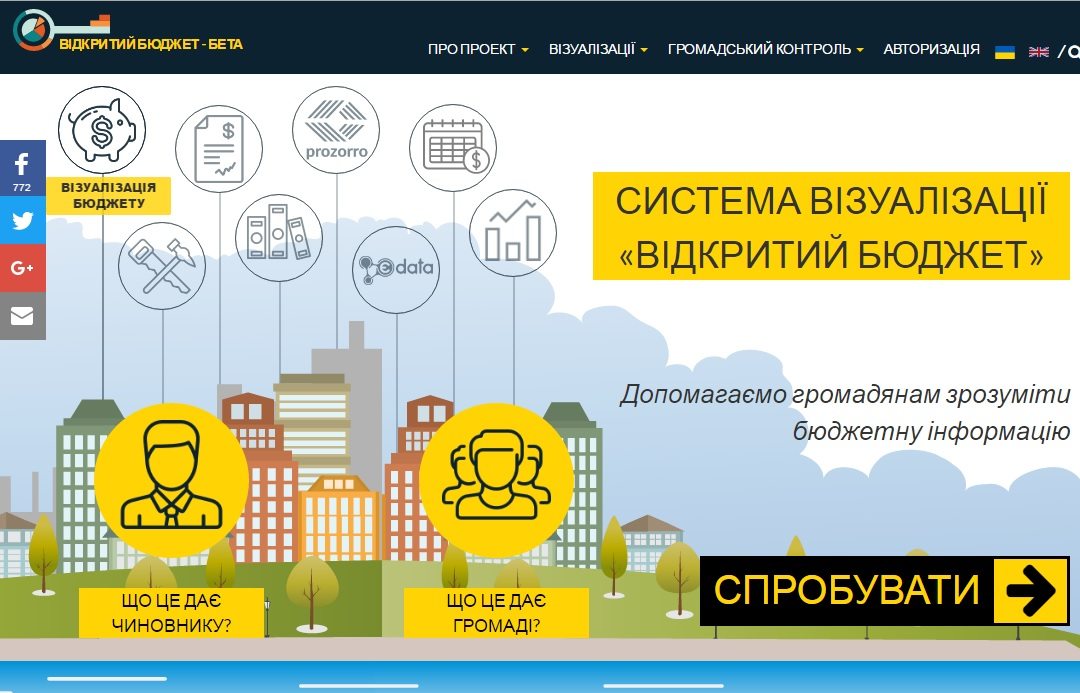 ВІДКРИТИЙ БЮДЖЕТ - БЕТА
ПРО ПРОЕКТ
ВІЗУАЛІЗАЦІЇ
ГРОМАДСЬКИЙ КОНТРОЛЬ
АВТОРИЗАЦІЯ
prozorro
772
ВІЗУАЛІЗАЦІЯ
БЮДЖЕТУ
G+
edata
СИСТЕМА ВІЗУАЛІЗАЦІЇ
«ВІДКРИТИЙ БЮДЖЕТ»
Допомагаємо громадянам зрозуміти
бюджетну інформацію
СПРОБУВАТИ
ЩО ЦЕ ДАЄ
ЧИНОВНИКУ?
ЩО ЦЕ ДАЄ
ГРОМАДІ?